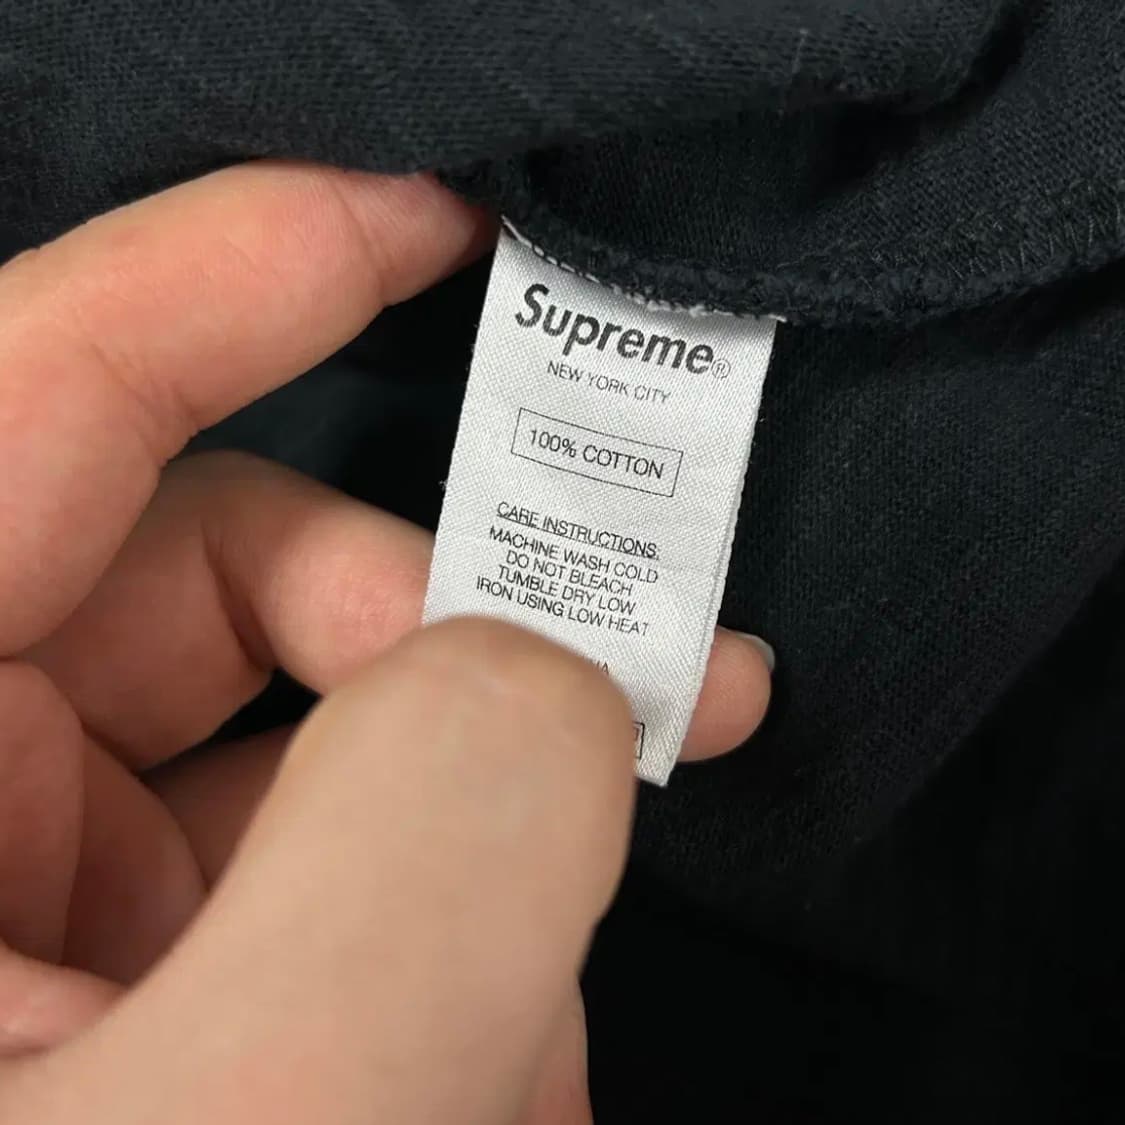 Supreme®
NEW YORK CITY
100% COTTON
CARE INSTRUCTIONS:
MACHINE WASH COLD
DO NOT BLEACH
TUMBLE DRY LOW
IRON USING LOW HEAT